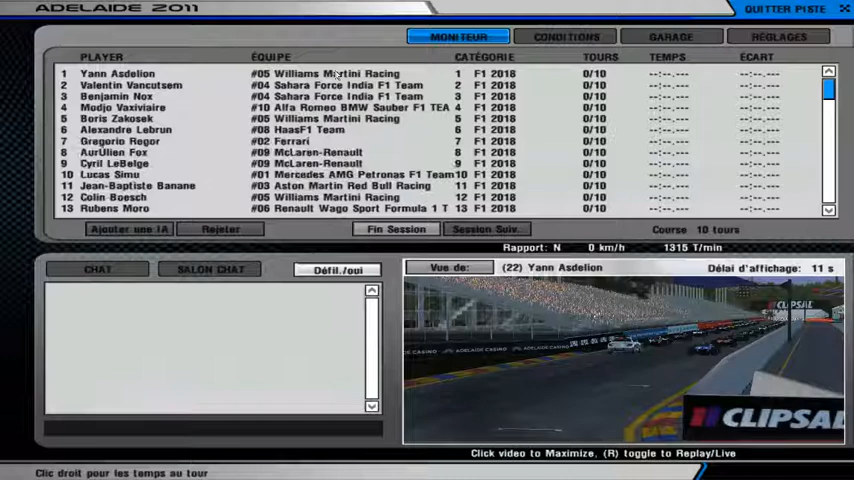 ADELAIDE 2011
QUITTER PISTE
MONITEUR CONDITIONS GARAGE RÉGLAGES
PLAYER ÉQUIPE CATÉGORIE TOURS TEMPS ÉCART
1 Yann Asdelion #05 Williams Martini Racing 1 F1 2018 0/10 --:--.--- --:--.---
2 Valentin Vancutsem #04 Sahara Force India F1 Team 2 F1 2018 0/10 --:--.--- --:--.---
3 Benjamin Nox #04 Sahara Force India F1 Team 3 F1 2018 0/10 --:--.--- --:--.---
4 Modjo Vaxiviaire #10 Alfa Romeo BMW Sauber F1 TEA 4 F1 2018 0/10 --:--.--- --:--.---
5 Boris Zakosek #05 Williams Martini Racing 5 F1 2018 0/10 --:--.--- --:--.---
6 Alexandre Lebrun #08 HaasF1 Team 6 F1 2018 0/10 --:--.--- --:--.---
7 Gregorio Regor #02 Ferrari 7 F1 2018 0/10 --:--.--- --:--.---
8 AurUlien Fox #09 McLaren-Renault 8 F1 2018 0/10 --:--.--- --:--.---
9 Cyril LeBelge #09 McLaren-Renault 9 F1 2018 0/10 --:--.--- --:--.---
10 Lucas Simu #01 Mercedes AMG Petronas F1 Team 10 F1 2018 0/10 --:--.--- --:--.---
11 Jean-Baptiste Banane #03 Aston Martin Red Bull Racing 11 F1 2018 0/10 --:--.--- --:--.---
12 Colin Boesch #05 Williams Martini Racing 12 F1 2018 0/10 --:--.--- --:--.---
13 Rubens Moro #06 Renault Wago Sport Formula 1 T 13 F1 2018 0/10 --:--.--- --:--.---
Ajouter une IA Rejeter Fin Session Session Suiv. Course 10 tours
Rapport: N 0 km/h 1315 T/min
CHAT SALON CHAT Défil./oui
Vue de: (22) Yann Asdelion Délai d'affichage: 11 s
CLIPSAL
ADELAIDE CASINO ADELAIDE CASINO
CLIPSAL
Click video to Maximize, (R) toggle to Replay/Live
Clic droit pour les temps au tour